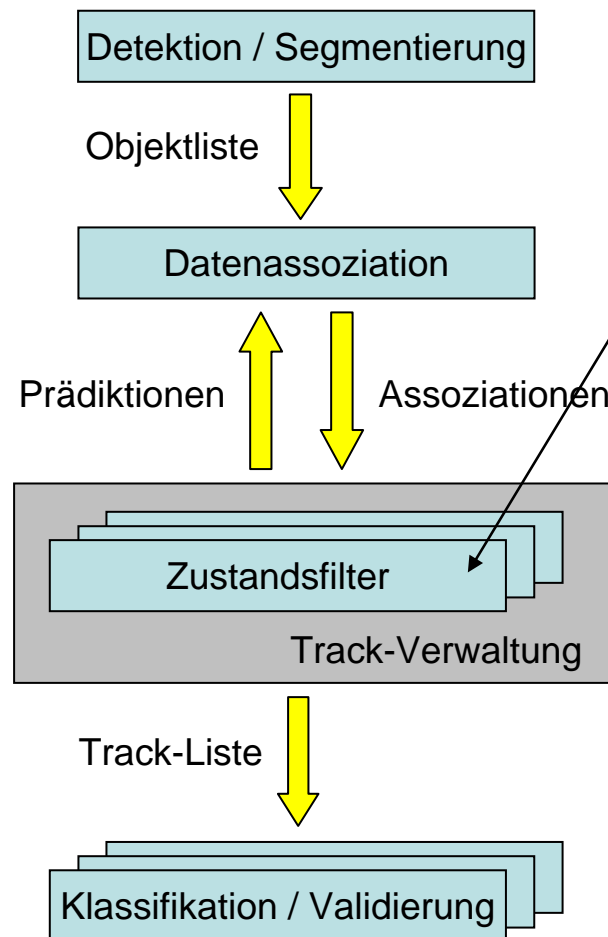 Detektion / Segmentierung
Objektliste
Datenassoziation
Prädiktionen
Assoziationen
Zustandsfilter
Track-Verwaltung
Track-Liste
Klassifikation / Validierung